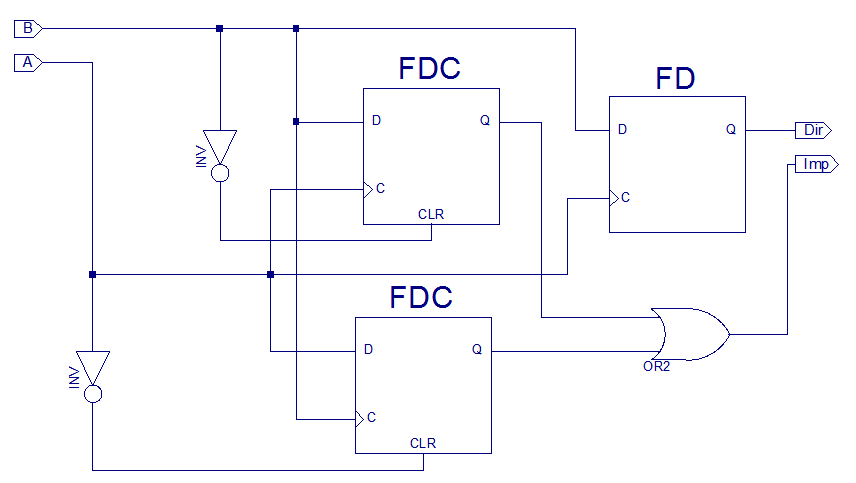 B
A
FDC
FD
D
Q
C
CLR
INV
D
Q
C
Dir
Imp
FDC
D
Q
C
CLR
INV
OR2